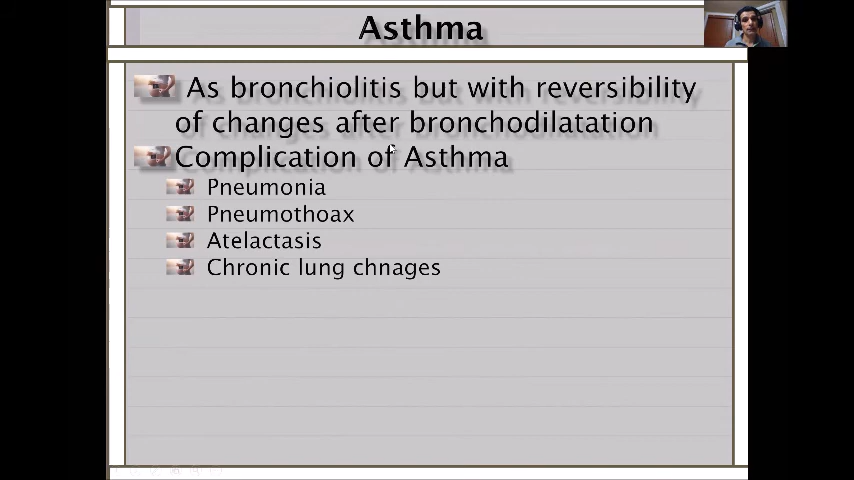 Asthma
As bronchiolitis but with reversibility
of changes after bronchodilatation
Complication of Asthma
Pneumonia
Pneumothoax
Atelactasis
Chronic lung chnages